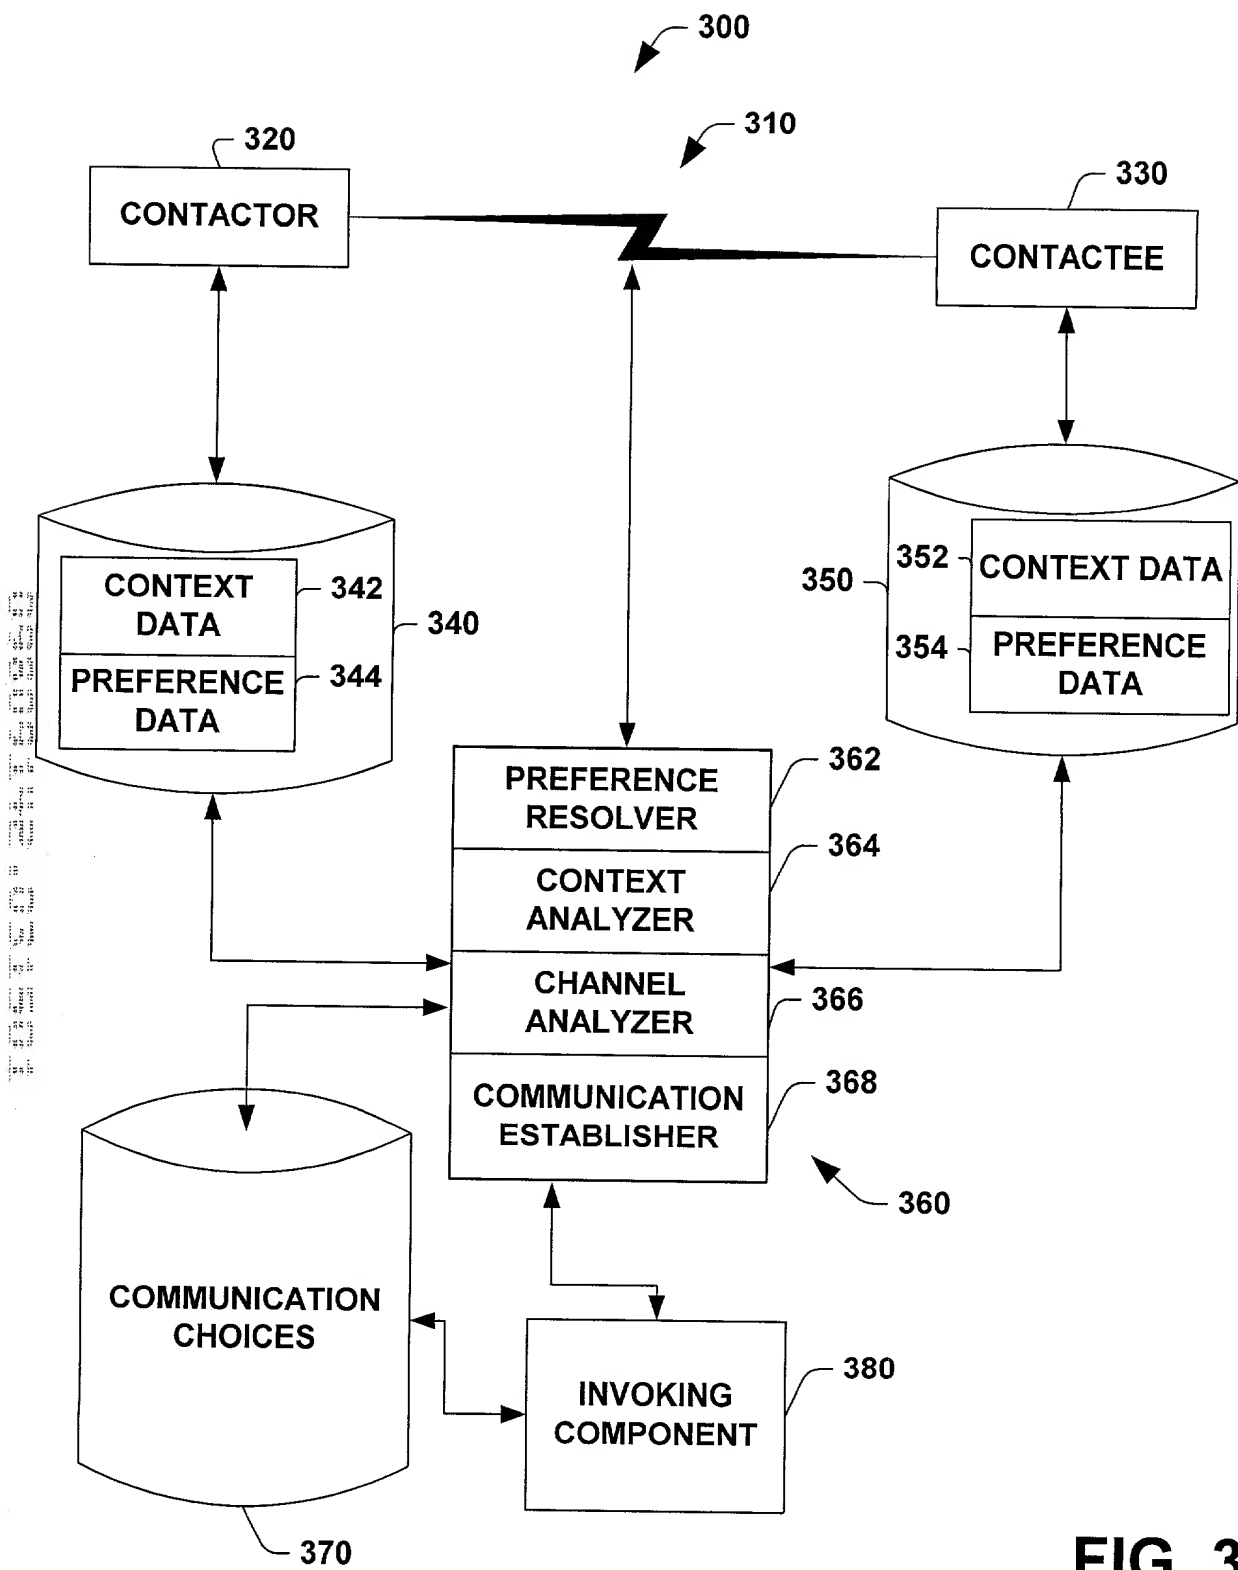 300
310
320
CONTACTOR
330
CONTACTEE
CONTEXT
DATA
342
PREFERENCE
DATA
344
340
350
352
CONTEXT DATA
354
PREFERENCE
DATA
PREFERENCE
RESOLVER
362
CONTEXT
ANALYZER
364
CHANNEL
ANALYZER
366
COMMUNICATION
ESTABLISHER
368
360
COMMUNICATION
CHOICES
370
INVOKING
COMPONENT
380
FIG. 3